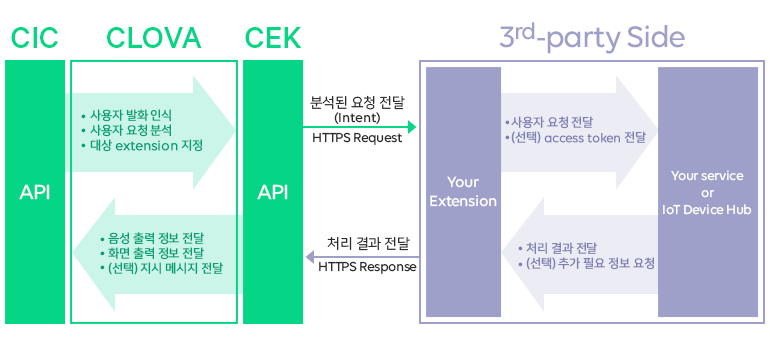 CIC
CLOVA
CEK
3rd-party Side
API
• 사용자 발화 인식
• 사용자 요청 분석
• 대상 extension 지정
• 음성 출력 정보 전달
• 화면 출력 정보 전달
• (선택) 지시 메시지 전달
API
분석된 요청 전달
(Intent)
HTTPS Request
처리 결과 전달
HTTPS Response
Your
Extension
• 사용자 요청 전달
• (선택) access token 전달
• 처리 결과 전달
• (선택) 추가 필요 정보 요청
Your service
or
IoT Device Hub